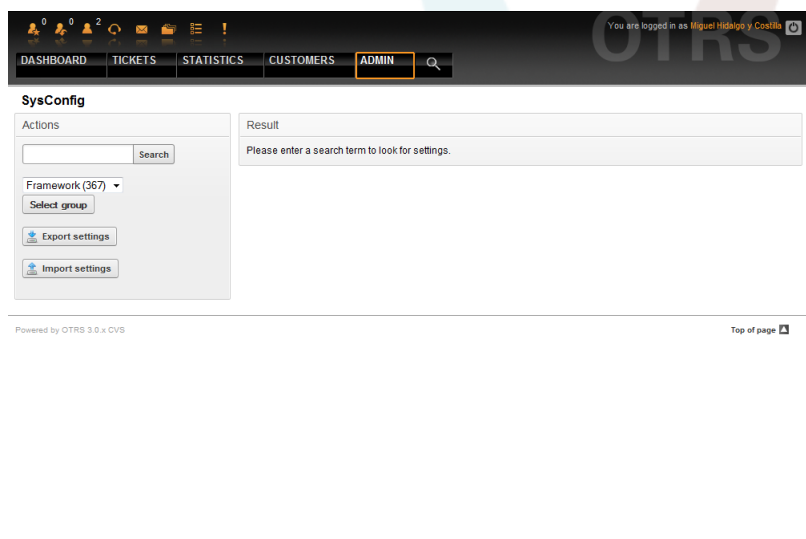 0 0 2
You are logged in as Miguel Hidalgo y Costilla
OTRS
DASHBOARD TICKETS STATISTICS CUSTOMERS ADMIN
SysConfig
Actions
Search
Framework (367)
Select group
Export settings
Import settings
Result
Please enter a search term to look for settings.
Powered by OTRS 3.0.x CVS
Top of page